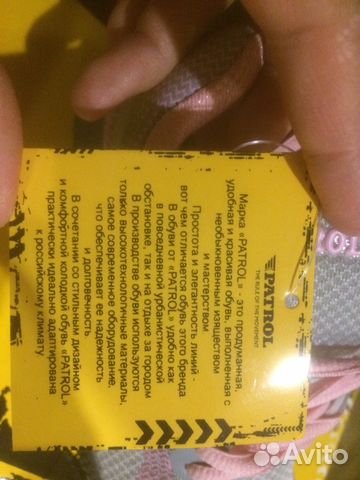 PATROL
THE RULE OF THE MOVEMENT
Марка «PATROL» - это продуманная,
удобная и красивая обувь, выполненная с
необыкновенным изяществом
и мастерством
Простота и элегантность линий
вот чем отличается обувь этого бренда
В обуви от «PATROL» удобно как
в повседневной урбанистической
обстановке, так и на отдыхе за городом
В производстве обуви используются
только высокотехнологичные материалы,
самое современное оборудование,
что обеспечивает ее надежность
и долговечность
В сочетании со стильным дизайном
и комфортной колодкой обувь «PATROL»
практически идеально адаптирована
к российскому климату
Avito